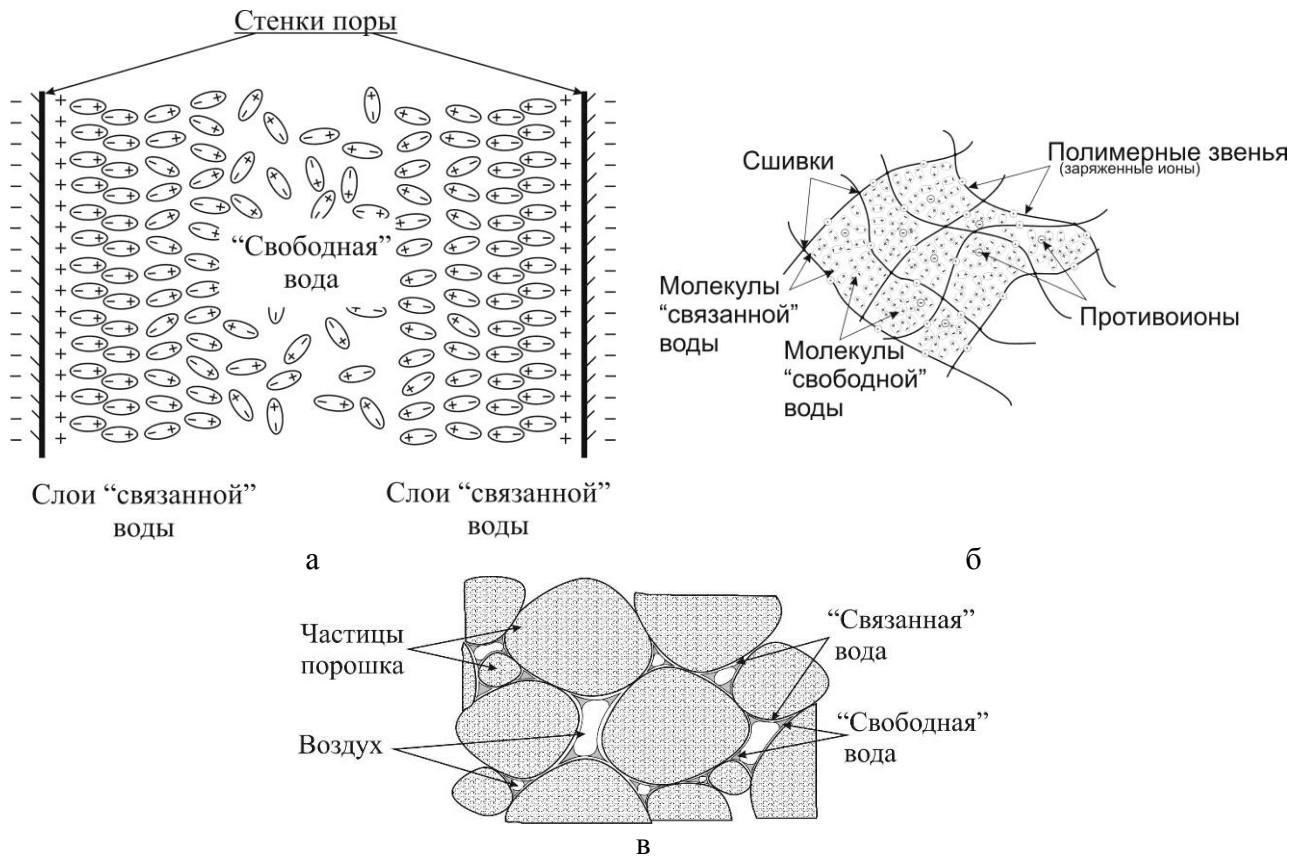 Стенки поры
“Свободная”
вода
Слои “связанной”
воды
Слои “связанной”
воды
а
Сшивки
Полимерные звенья
(заряженные ионы)
Молекулы
“связанной”
воды
Молекулы
“свободной”
воды
Противоионы
б
Частицы
порошка
Воздух
“Связанная”
вода
“Свободная”
вода
в